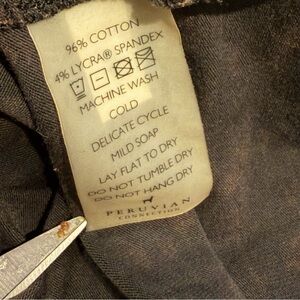 96% COTTON
4% LYCRA® SPANDEX
MACHINE WASH
COLD
DELICATE CYCLE
MILD SOAP
LAY FLAT TO DRY
DO NOT TUMBLE DRY
DO NOT HANG DRY
PERUVIAN
CONNECTION